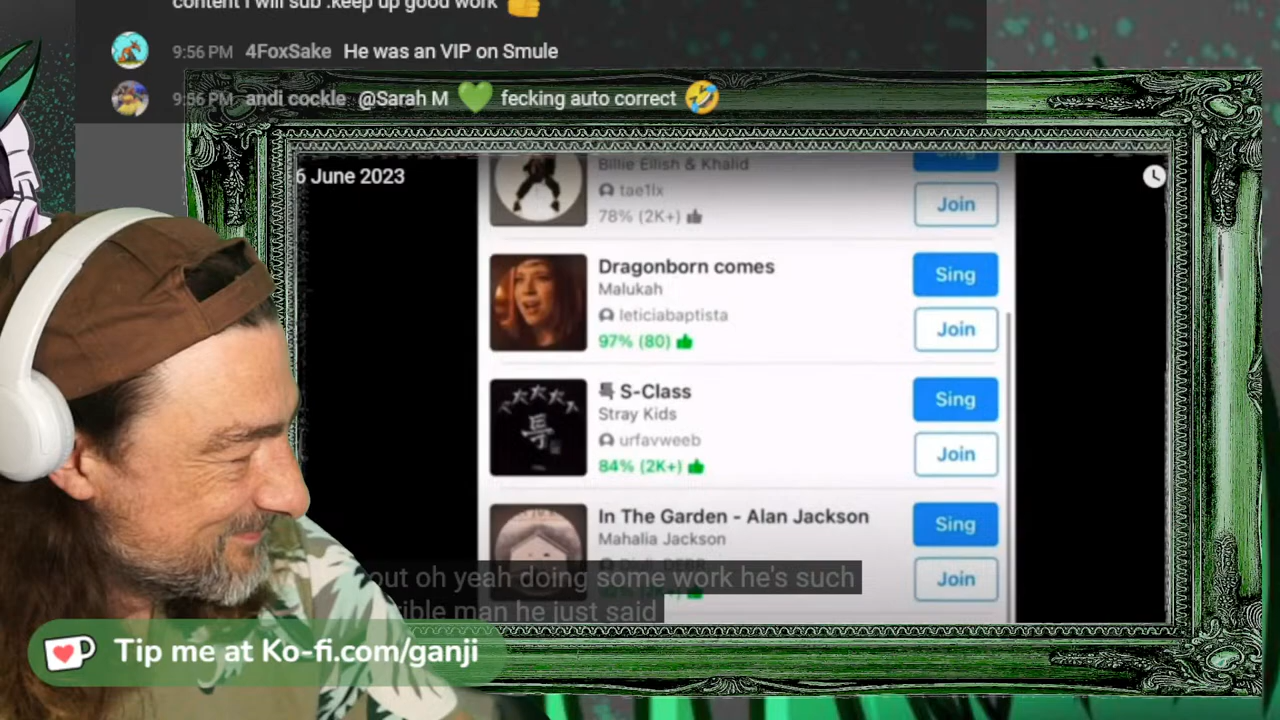 content I will sub .keep up good work
9:56 PM 4FoxSake He was an VIP on Smule
9:56 PM andi cockle @Sarah M 💚 fecking auto correct 🤣
6 June 2023
Billie Eilish & Khalid
Sing
tae1lx
78% (2K+)
Join
Dragonborn comes
Malukah
leticiabaptista
97% (80)
Sing
Join
특 S-Class
Stray Kids
urfavweeb
84% (2K+)
Sing
Join
In The Garden - Alan Jackson
Mahalia Jackson
Sing
Join
out oh yeah doing some work he's such
man he just said
Tip me at Ko-fi.com/ganji